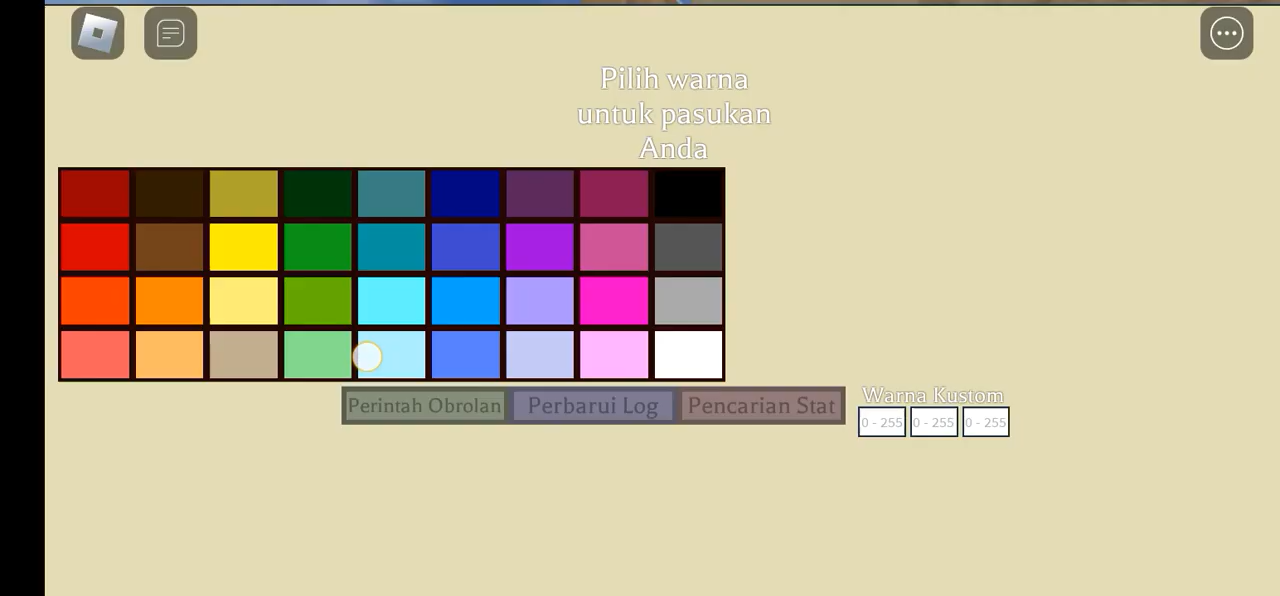 Pilih warna
untuk pasukan
Anda
Perintah Obrolan
Perbarui Log
Pencarian Stat
Warna Kustom
0 - 255 0 - 255 0 - 255